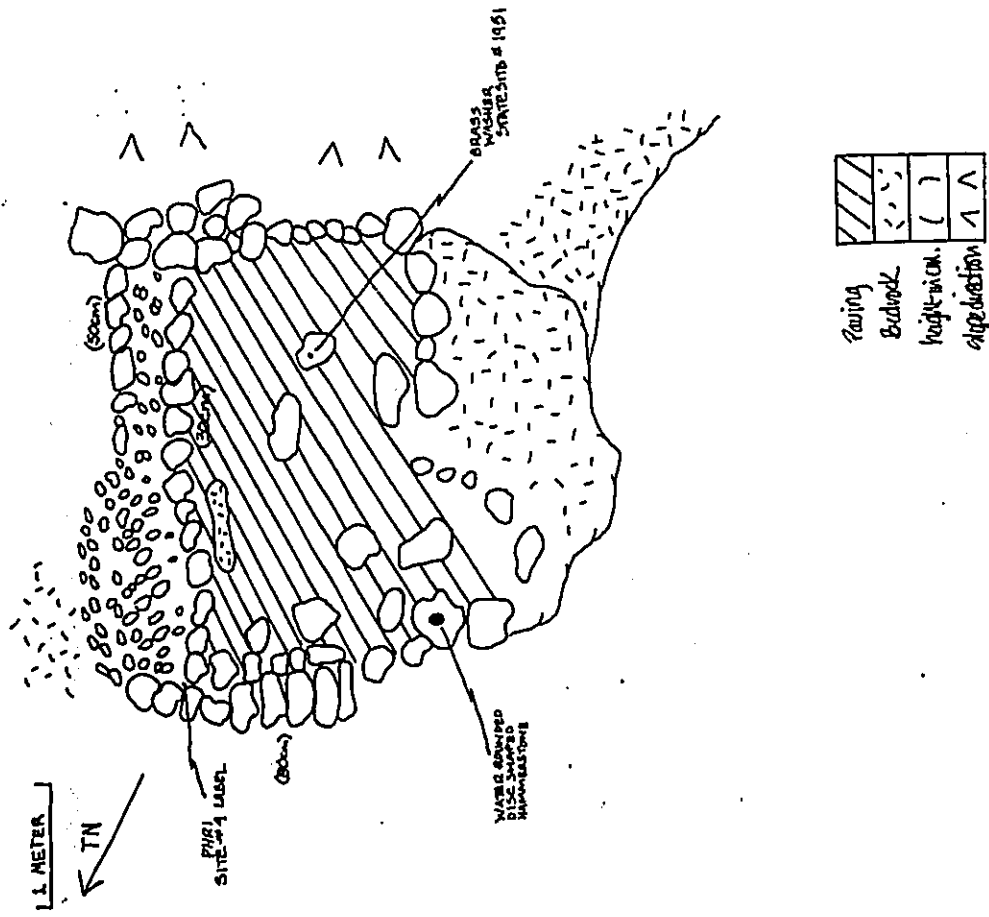 1 METER
TN
PHRI
SITE #4 LABEL
(80cm)
(50cm)
(30cm)
BRASS
WASHER
STATE SITE # 1951
WATER ROUNDED
DISC SHAPED
HAMMERSTONE
Paving
Bedrock
height-in cm.
( )
slope direction